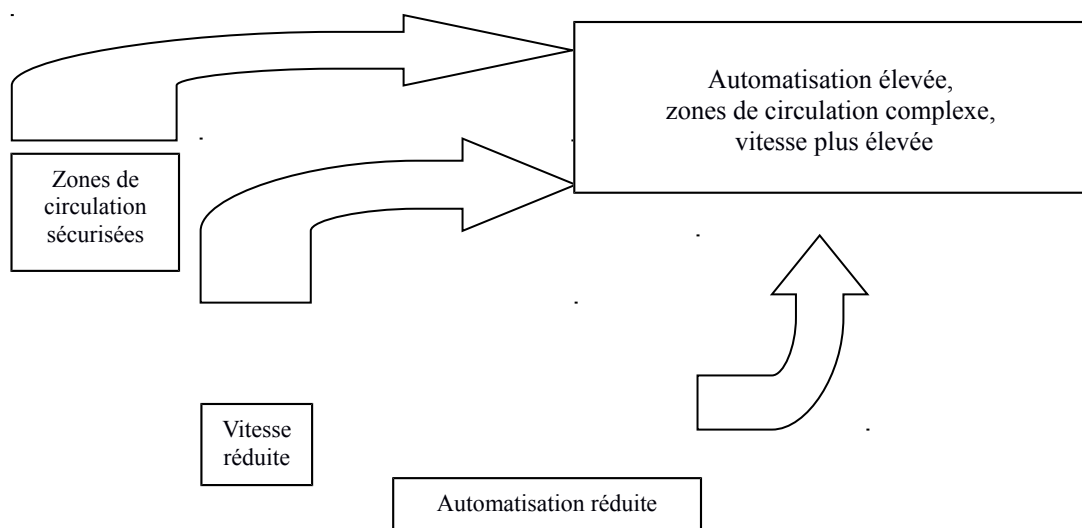 Automatisation élevée,
zones de circulation complexe,
vitesse plus élevée
Zones de
circulation
sécurisées
Vitesse
réduite
Automatisation réduite